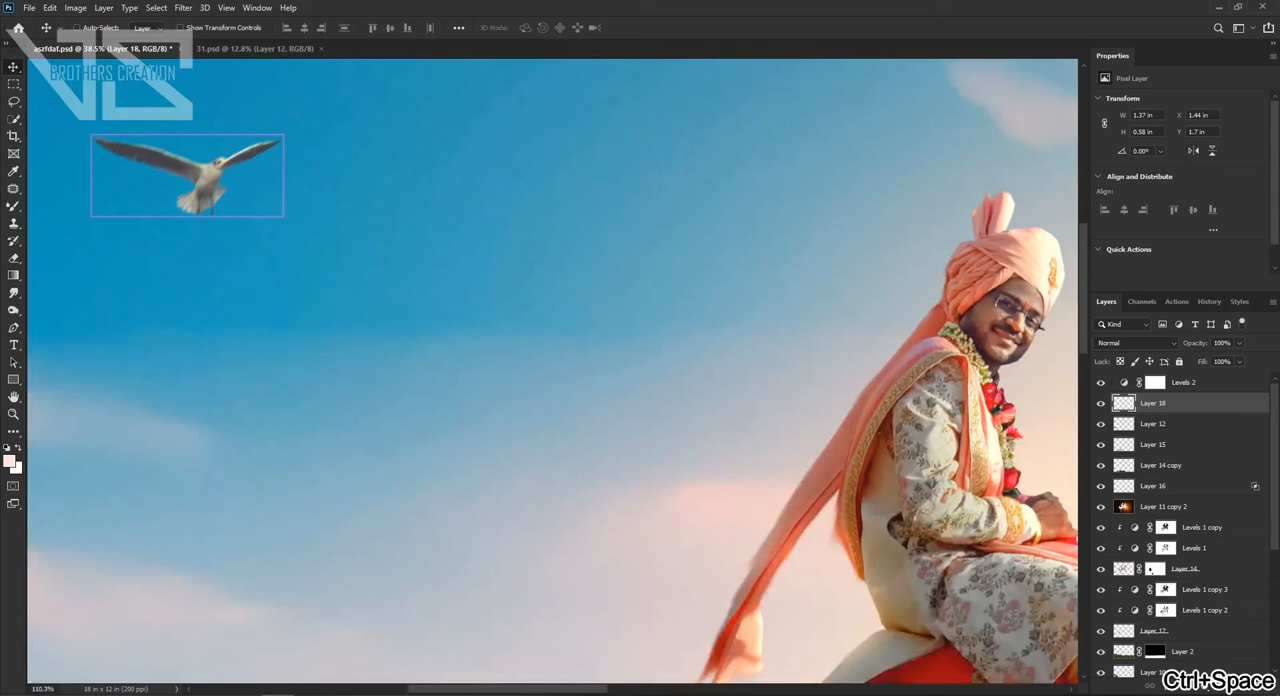 Ps File Edit Image Layer Type Select Filter 3D View Window Help
Auto-Select: Layer Show Transform Controls 3D Mode:
aszfdaf.psd @ 38.5% (Layer 18, RGB/8) * × 31.psd @ 12.8% (Layer 12, RGB/8) ×
BROTHERS CREATION
Properties
Pixel Layer
Transform
W 1.37 in X 1.44 in
H 0.58 in Y 1.7 in
0.00°
Align and Distribute
Align:
Quick Actions
Layers Channels Actions History Styles
Kind
Normal Opacity: 100%
Lock: Fill: 100%
Levels 2
Layer 18
Layer 12
Layer 15
Layer 14 copy
Layer 16
Layer 11 copy 2
Levels 1 copy
Levels 1
Layer 14
Levels 1 copy 3
Levels 1 copy 2
Layer 17
Layer 2
Ctrl+Space
110.3% 18 in x 12 in (200 ppi)